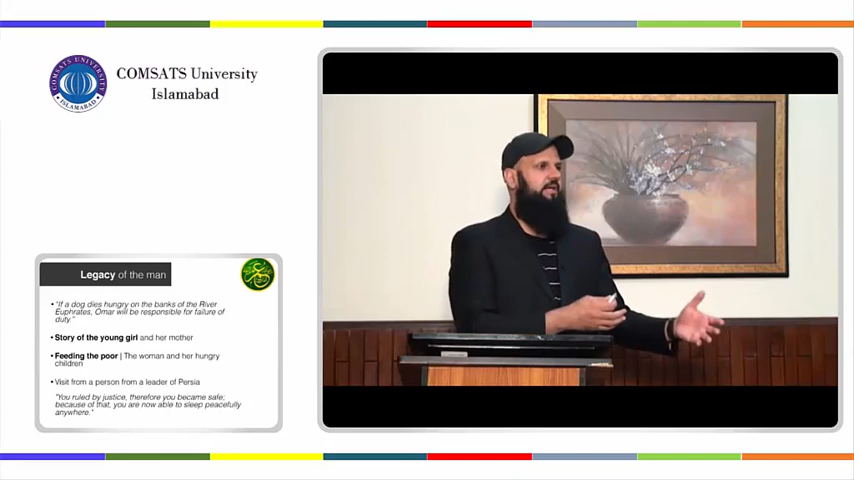 COMSATS UNIVERSITY
ISLAMABAD
COMSATS University
Islamabad
Legacy of the man
• "If a dog dies hungry on the banks of the River
Euphrates, Omar will be responsible for failure of
duty."
• Story of the young girl and her mother
• Feeding the poor | The woman and her hungry
children
• Visit from a person from a leader of Persia
"You ruled by justice, therefore you became safe;
because of that, you are now able to sleep peacefully
anywhere."